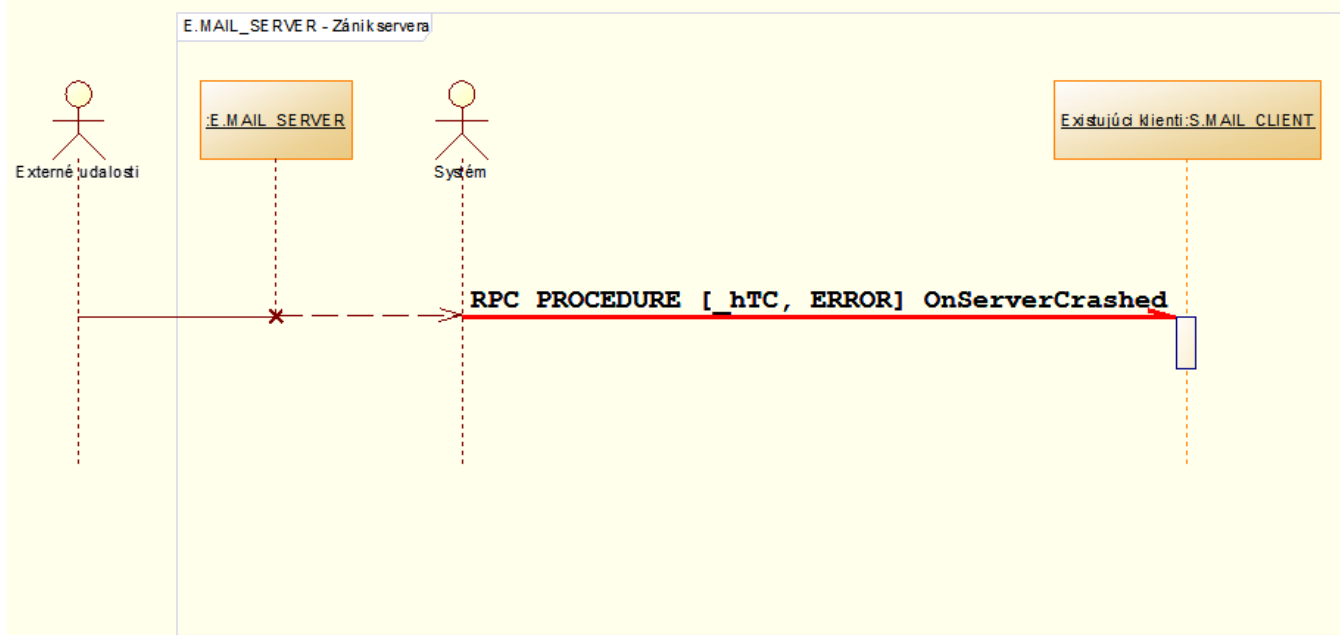 E.MAIL_SERVER - Zánik servera
:E.MAIL_SERVER
Existujúci klienti:S.MAIL_CLIENT
Externé udalosti
Systém
RPC PROCEDURE [_hTC, ERROR] OnServerCrashed